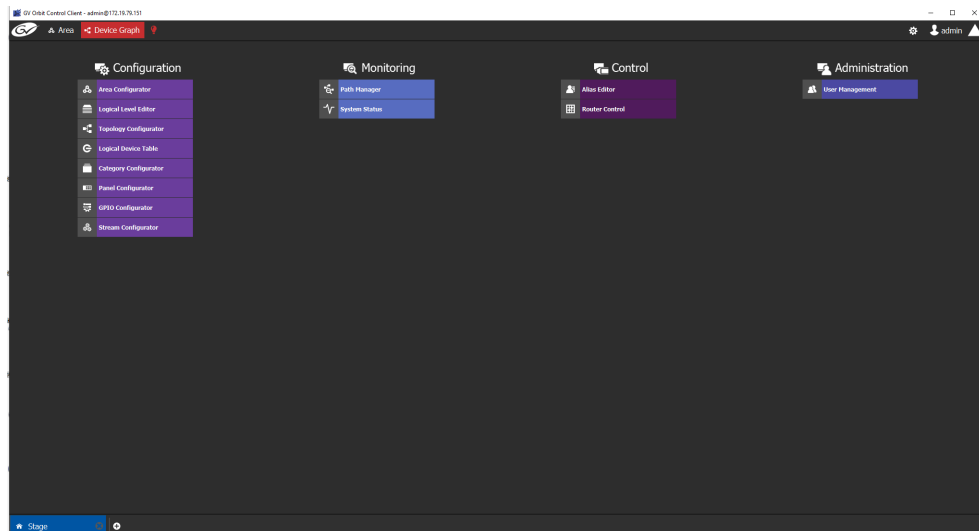 GV Orbit Control Client - admin@172.19.79.151
GV Area Device Graph admin
Configuration
Area Configurator
Logical Level Editor
Topology Configurator
Logical Device Table
Category Configurator
Panel Configurator
GPIO Configurator
Stream Configurator
Monitoring
Path Manager
System Status
Control
Alias Editor
Router Control
Administration
User Management
Stage